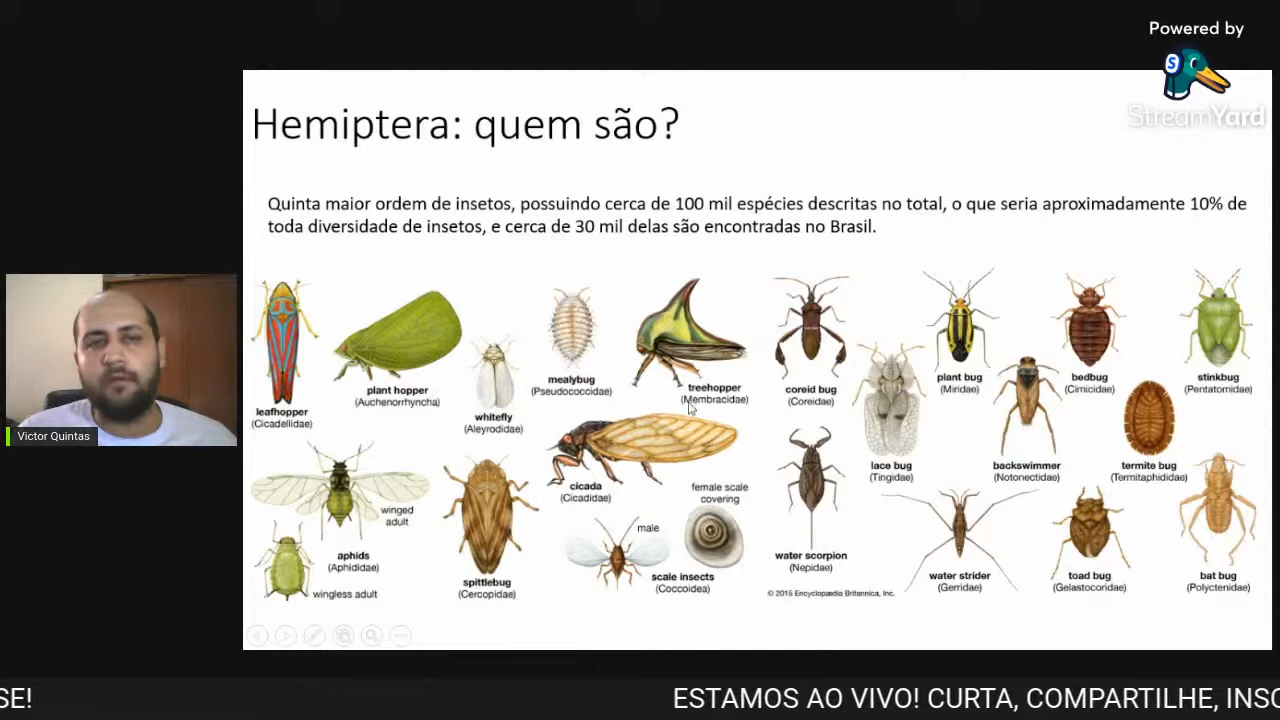 Powered by
S
StreamYard
Hemiptera: quem são?
Quinta maior ordem de insetos, possuindo cerca de 100 mil espécies descritas no total, o que seria aproximadamente 10% de
toda diversidade de insetos, e cerca de 30 mil delas são encontradas no Brasil.
leafhopper
(Cicadellidae)
plant hopper
(Auchenorrhyncha)
whitefly
(Aleyrodidae)
mealybug
(Pseudococcidae)
treehopper
(Membracidae)
coreid bug
(Coreidae)
plant bug
(Miridae)
bedbug
(Cimicidae)
stinkbug
(Pentatomidae)
lace bug
(Tingidae)
backswimmer
(Notonectidae)
termite bug
(Termitaphididae)
cicada
(Cicadidae)
winged
adult
aphids
(Aphididae)
wingless adult
spittlebug
(Cercopidae)
male
female scale
covering
scale insects
(Coccoidea)
water scorpion
(Nepidae)
water strider
(Gerridae)
toad bug
(Gelastocoridae)
bat bug
(Polyctenidae)
© 2015 Encyclopædia Britannica, Inc.
Victor Quintas
SE!
ESTAMOS AO VIVO! CURTA, COMPARTILHE, INSC